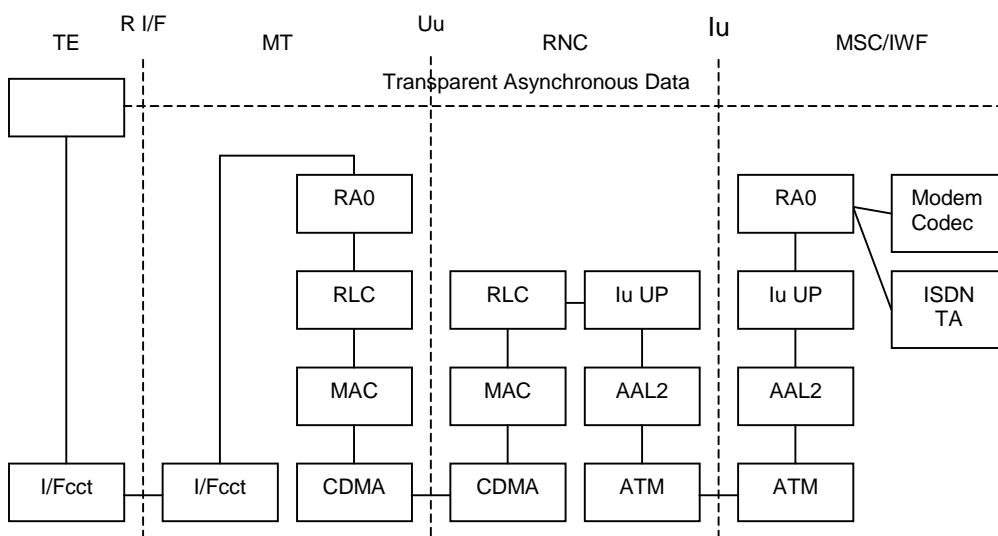 R I/F
Uu
Iu
TE
MT
RNC
MSC/IWF
Transparent Asynchronous Data
RA0
RA0
Modem
Codec
RLC
RLC
Iu UP
Iu UP
ISDN
TA
MAC
MAC
AAL2
AAL2
I/Fcct
I/Fcct
CDMA
CDMA
ATM
ATM